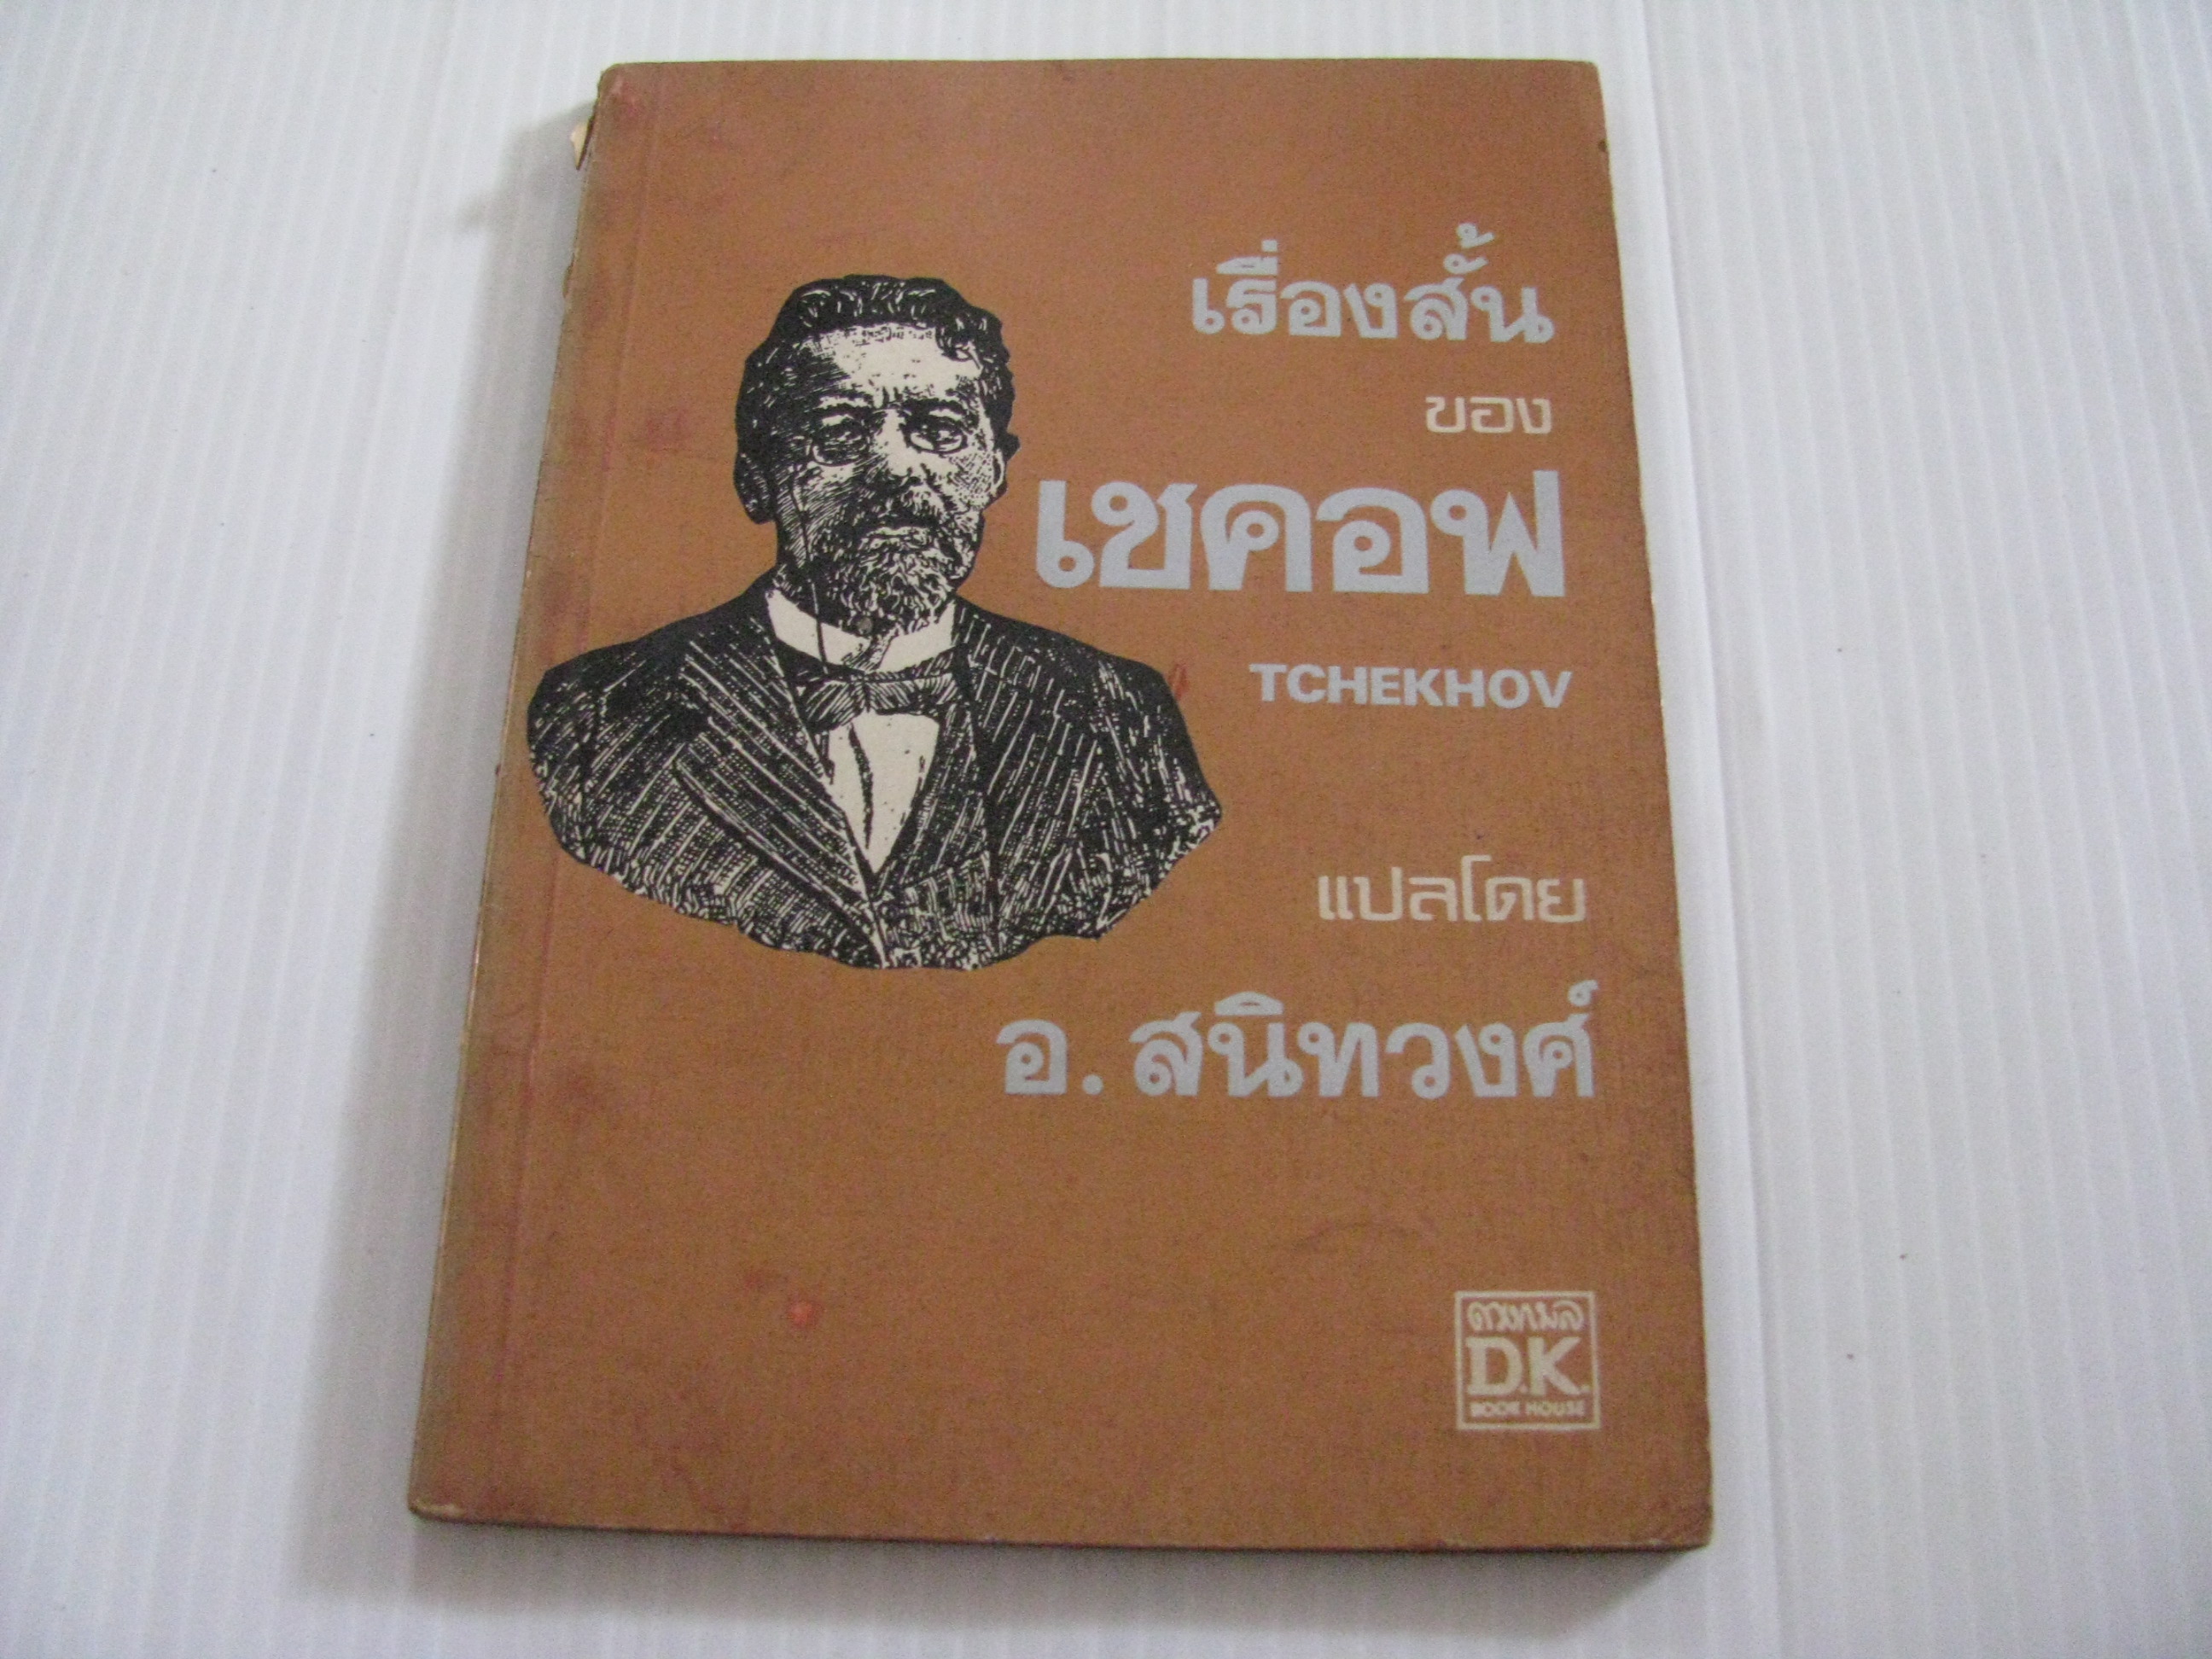 เรื่องสั้น
ของ
เชคอฟ
TCHEKHOV
แปลโดย
อ. สนิทวงศ์
ดวงกมล
D.K.
BOOK HOUSE